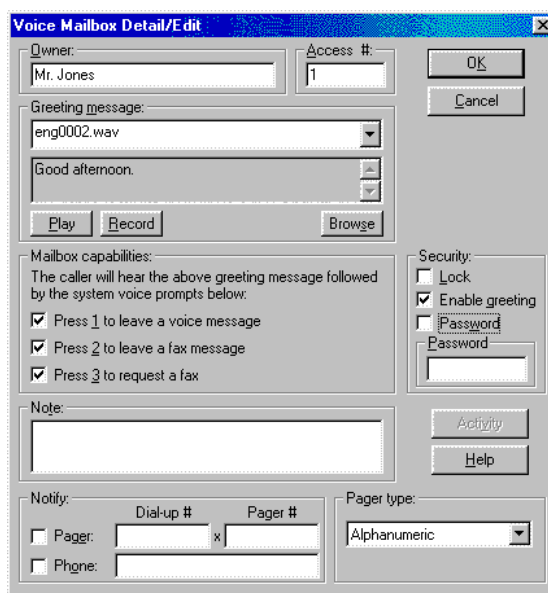 Voice Mailbox Detail/Edit
Owner:
Mr. Jones
Access #:
1
OK
Cancel
Greeting message:
eng0002.wav
Good afternoon.
Play Record Browse
Mailbox capabilities:
The caller will hear the above greeting message followed
by the system voice prompts below:
Press 1 to leave a voice message
Press 2 to leave a fax message
Press 3 to request a fax
Security:
Lock
Enable greeting
Password
Password
Note:
Activity
Help
Notify:
Dial-up # Pager #
Pager: x
Phone:
Pager type:
Alphanumeric